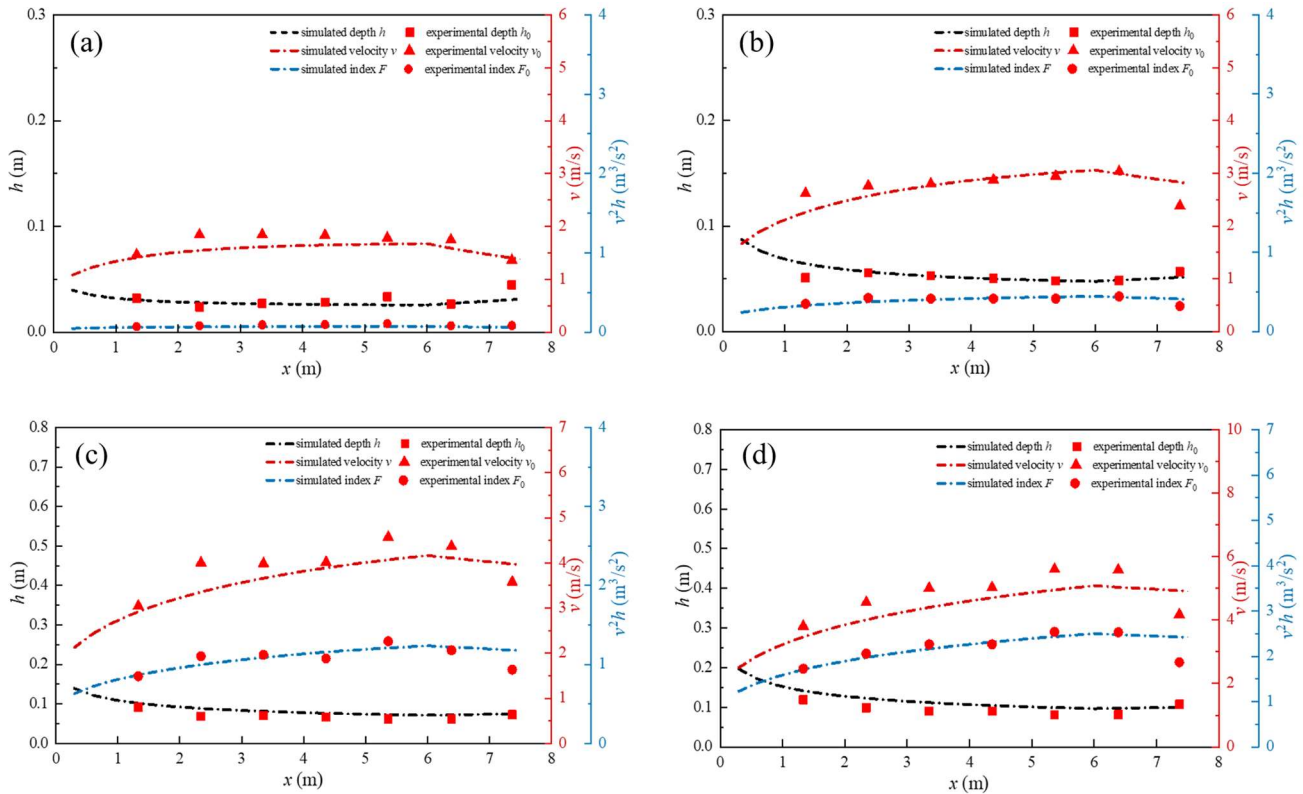 (a)
simulated depth h
experimental depth h₀
simulated velocity v
experimental velocity v₀
simulated index F
experimental index F₀
0.3
0.2
0.1
0.0
h (m)
0 1 2 3 4 5 6 7 8
x (m)
6
5
4
3
2
1
0
v (m/s)
4
3
2
1
0
v²h (m³/s²)
(b)
simulated depth h
experimental depth h₀
simulated velocity v
experimental velocity v₀
simulated index F
experimental index F₀
0.3
0.2
0.1
0.0
h (m)
0 1 2 3 4 5 6 7 8
x (m)
6
5
4
3
2
1
0
v (m/s)
4
3
2
1
0
v²h (m³/s²)
(c)
simulated depth h
experimental depth h₀
simulated velocity v
experimental velocity v₀
simulated index F
experimental index F₀
0.8
0.7
0.6
0.5
0.4
0.3
0.2
0.1
0.0
h (m)
0 1 2 3 4 5 6 7 8
x (m)
7
6
5
4
3
2
1
0
v (m/s)
4
3
2
1
0
v²h (m³/s²)
(d)
simulated depth h
experimental depth h₀
simulated velocity v
experimental velocity v₀
simulated index F
experimental index F₀
0.8
0.7
0.6
0.5
0.4
0.3
0.2
0.1
0.0
h (m)
0 1 2 3 4 5 6 7 8
x (m)
10
8
6
4
2
0
v (m/s)
7
6
5
4
3
2
1
0
v²h (m³/s²)